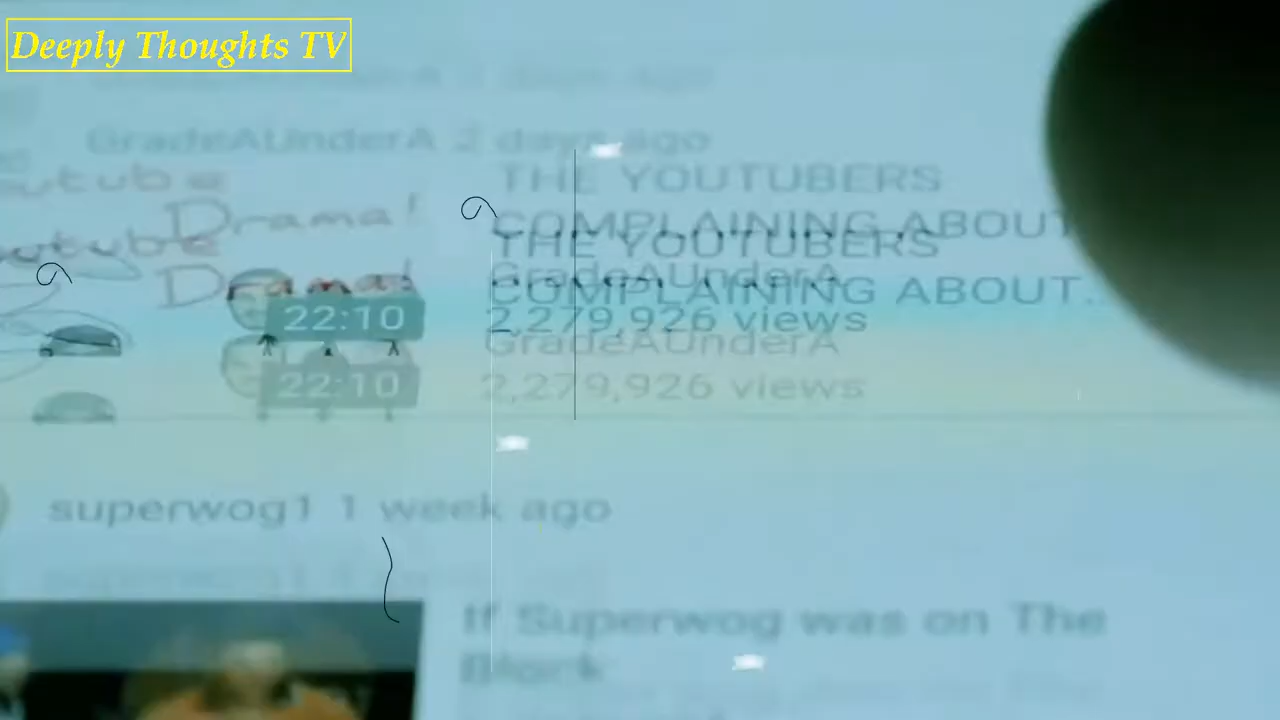 Deeply Thoughts TV
GradeAUnderA 2 days ago
Drama!
THE YOUTUBERS
COMPLAINING ABOUT
THE YOUTUBERS
COMPLAINING ABOUT...
GradeAUnderA
22:10
2,279,926 views
GradeAUnderA
22:10
2,279,926 views
superwog1 1 week ago
If Superwog was on The
Block